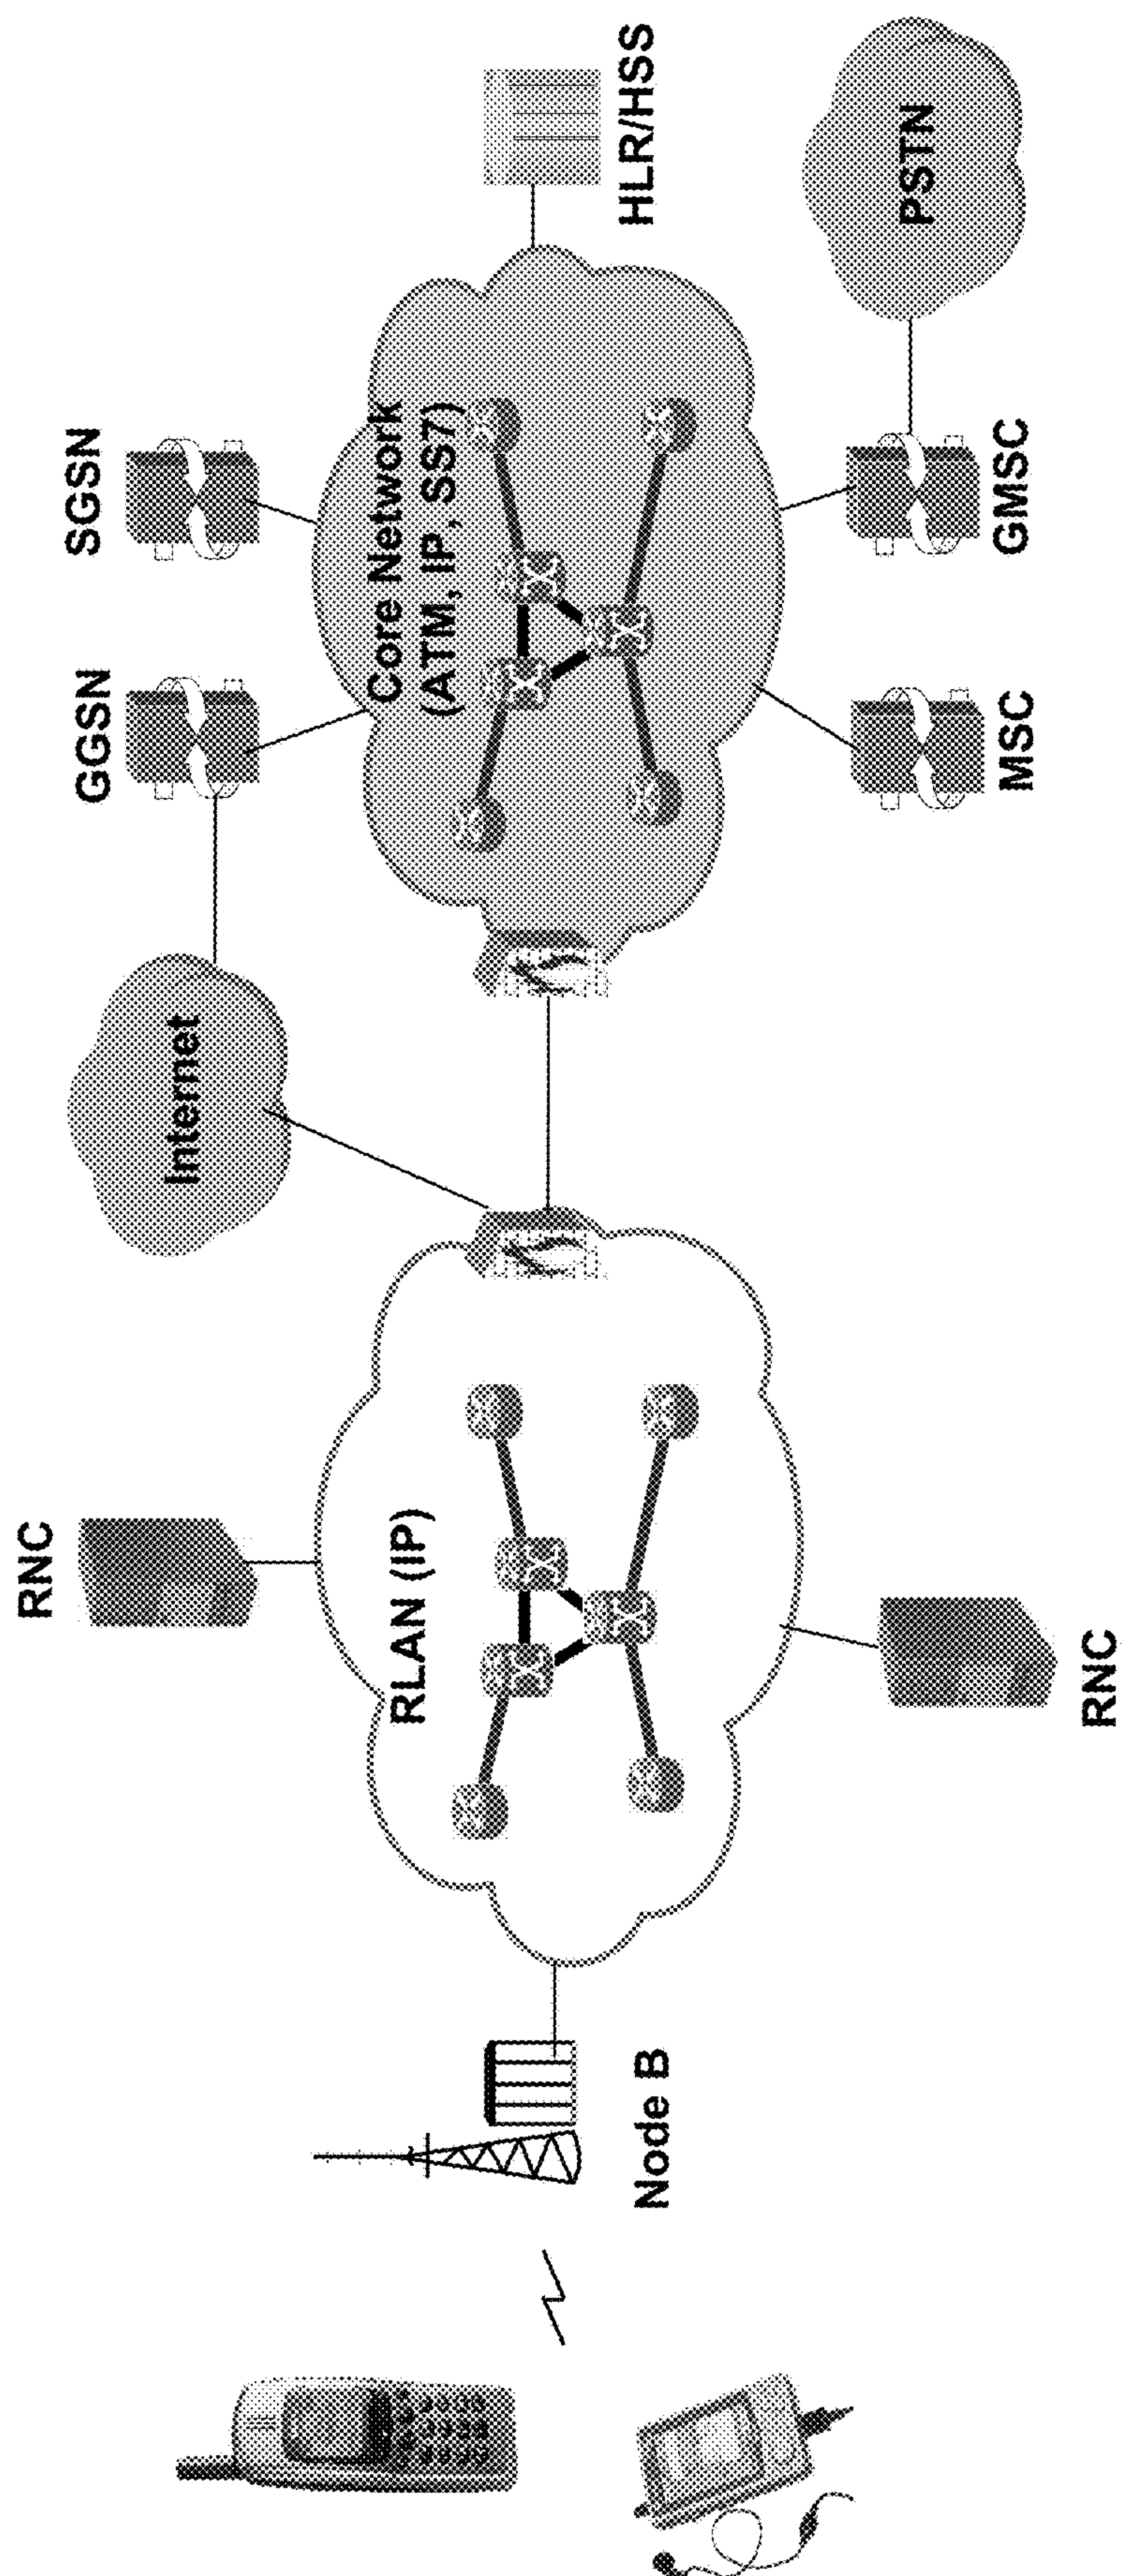 RNC
SGSN
GGSN
Internet
RLAN (IP)
Core Network
(ATM, IP, SS7)
Node B
HLR/HSS
PSTN
RNC
MSC
GMSC